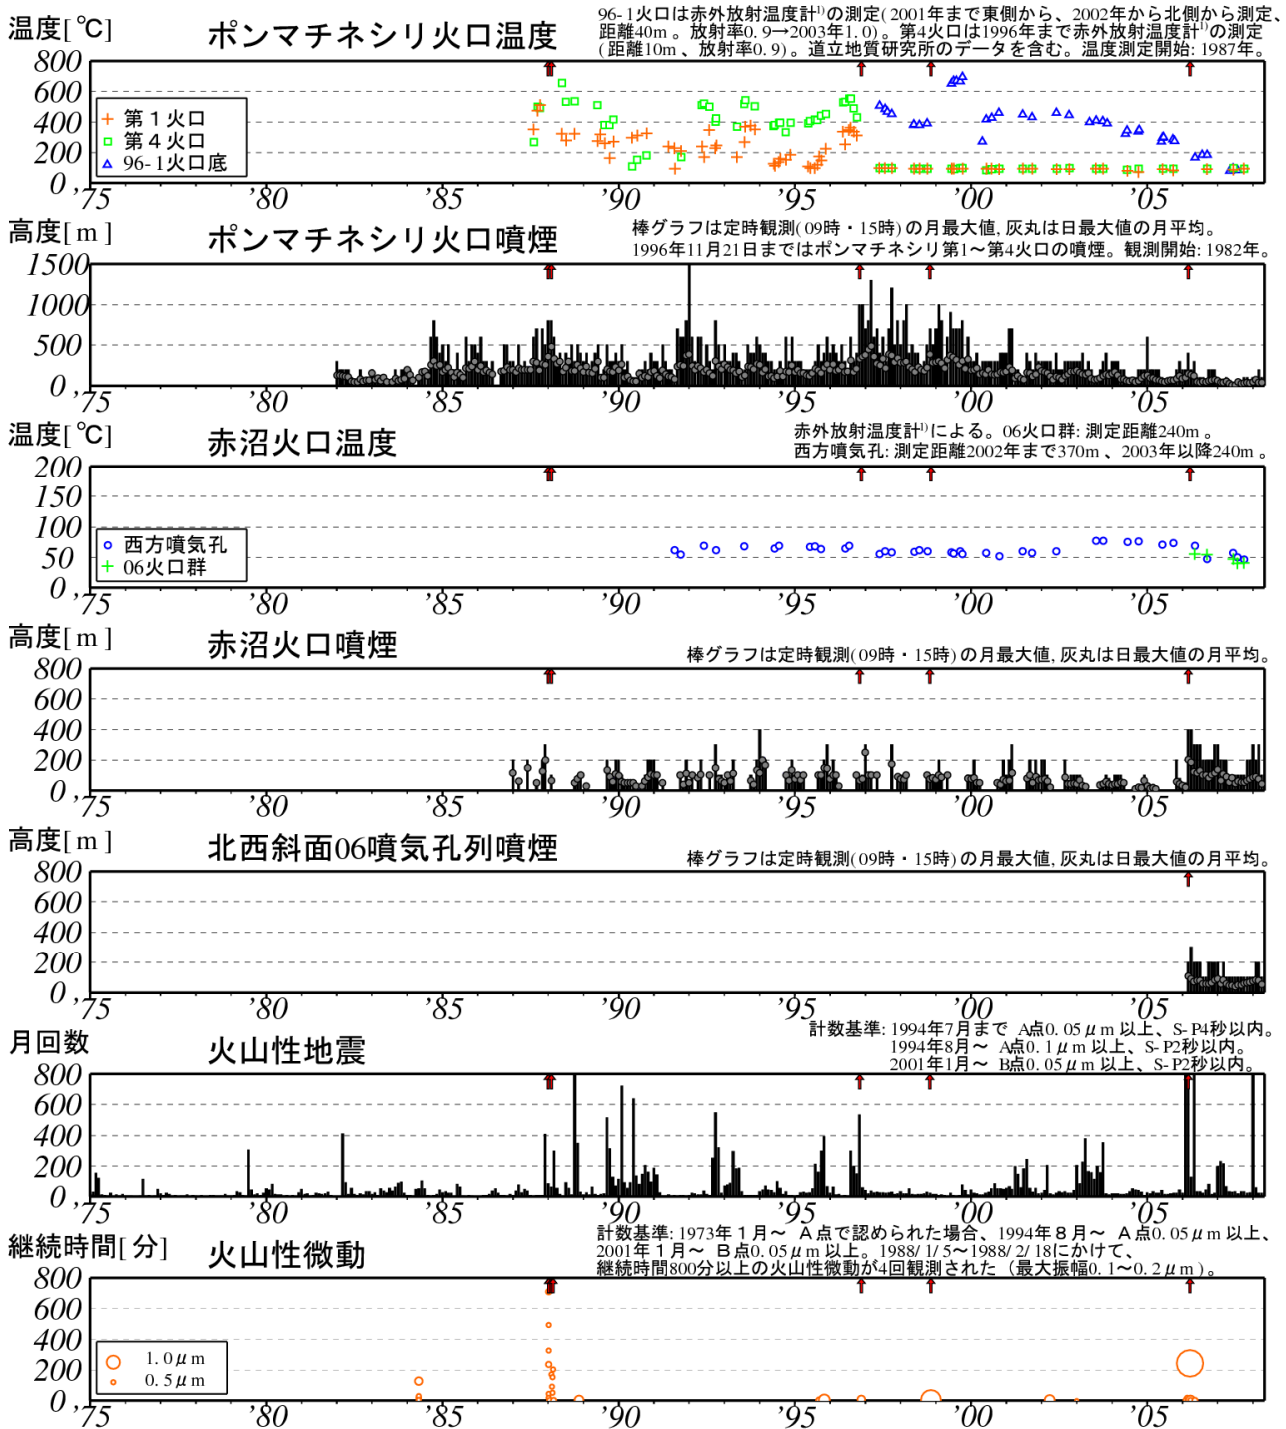 温度[℃]
ポンマチネシリ火口温度
96-1火口は赤外放射温度計¹⁾の測定(2001年まで東側から、2002年から北側から測定、
距離40m。放射率0.9→2003年1.0)。第4火口は1996年まで赤外放射温度計¹⁾の測定
(距離10m、放射率0.9)。道立地質研究所のデータを含む。温度測定開始:1987年。
800
600
400
200
0
第1火口
第4火口
96-1火口底
'75 '80 '85 '90 '95 '00 '05
高度[m]
ポンマチネシリ火口噴煙
棒グラフは定時観測(09時・15時)の月最大値,灰丸は日最大値の月平均。
1996年11月21日まではポンマチネシリ第1～第4火口の噴煙。観測開始:1982年。
1500
1000
500
0
'75 '80 '85 '90 '95 '00 '05
温度[℃]
赤沼火口温度
赤外放射温度計¹⁾による。06火口群:測定距離240m。
西方噴気孔:測定距離2002年まで370m、2003年以降240m。
200
150
100
50
0
西方噴気孔
06火口群
'75 '80 '85 '90 '95 '00 '05
高度[m]
赤沼火口噴煙
棒グラフは定時観測(09時・15時)の月最大値,灰丸は日最大値の月平均。
800
600
400
200
0
'75 '80 '85 '90 '95 '00 '05
高度[m]
北西斜面06噴気孔列噴煙
棒グラフは定時観測(09時・15時)の月最大値,灰丸は日最大値の月平均。
800
600
400
200
0
'75 '80 '85 '90 '95 '00 '05
月回数
火山性地震
計数基準:1994年7月まで A点0.05μm以上、S-P4秒以内。
1994年8月～ A点0.1μm以上、S-P2秒以内。
2001年1月～ B点0.05μm以上、S-P2秒以内。
800
600
400
200
0
'75 '80 '85 '90 '95 '00 '05
継続時間[分]
火山性微動
計数基準:1973年1月～ A点で認められた場合、1994年8月～ A点0.05μm以上、
2001年1月～ B点0.05μm以上。1988/1/5～1988/2/18にかけて、
継続時間800分以上の火山性微動が4回観測された(最大振幅0.1～0.2μm)。
800
600
400
200
0
1.0μm
0.5μm
'75 '80 '85 '90 '95 '00 '05